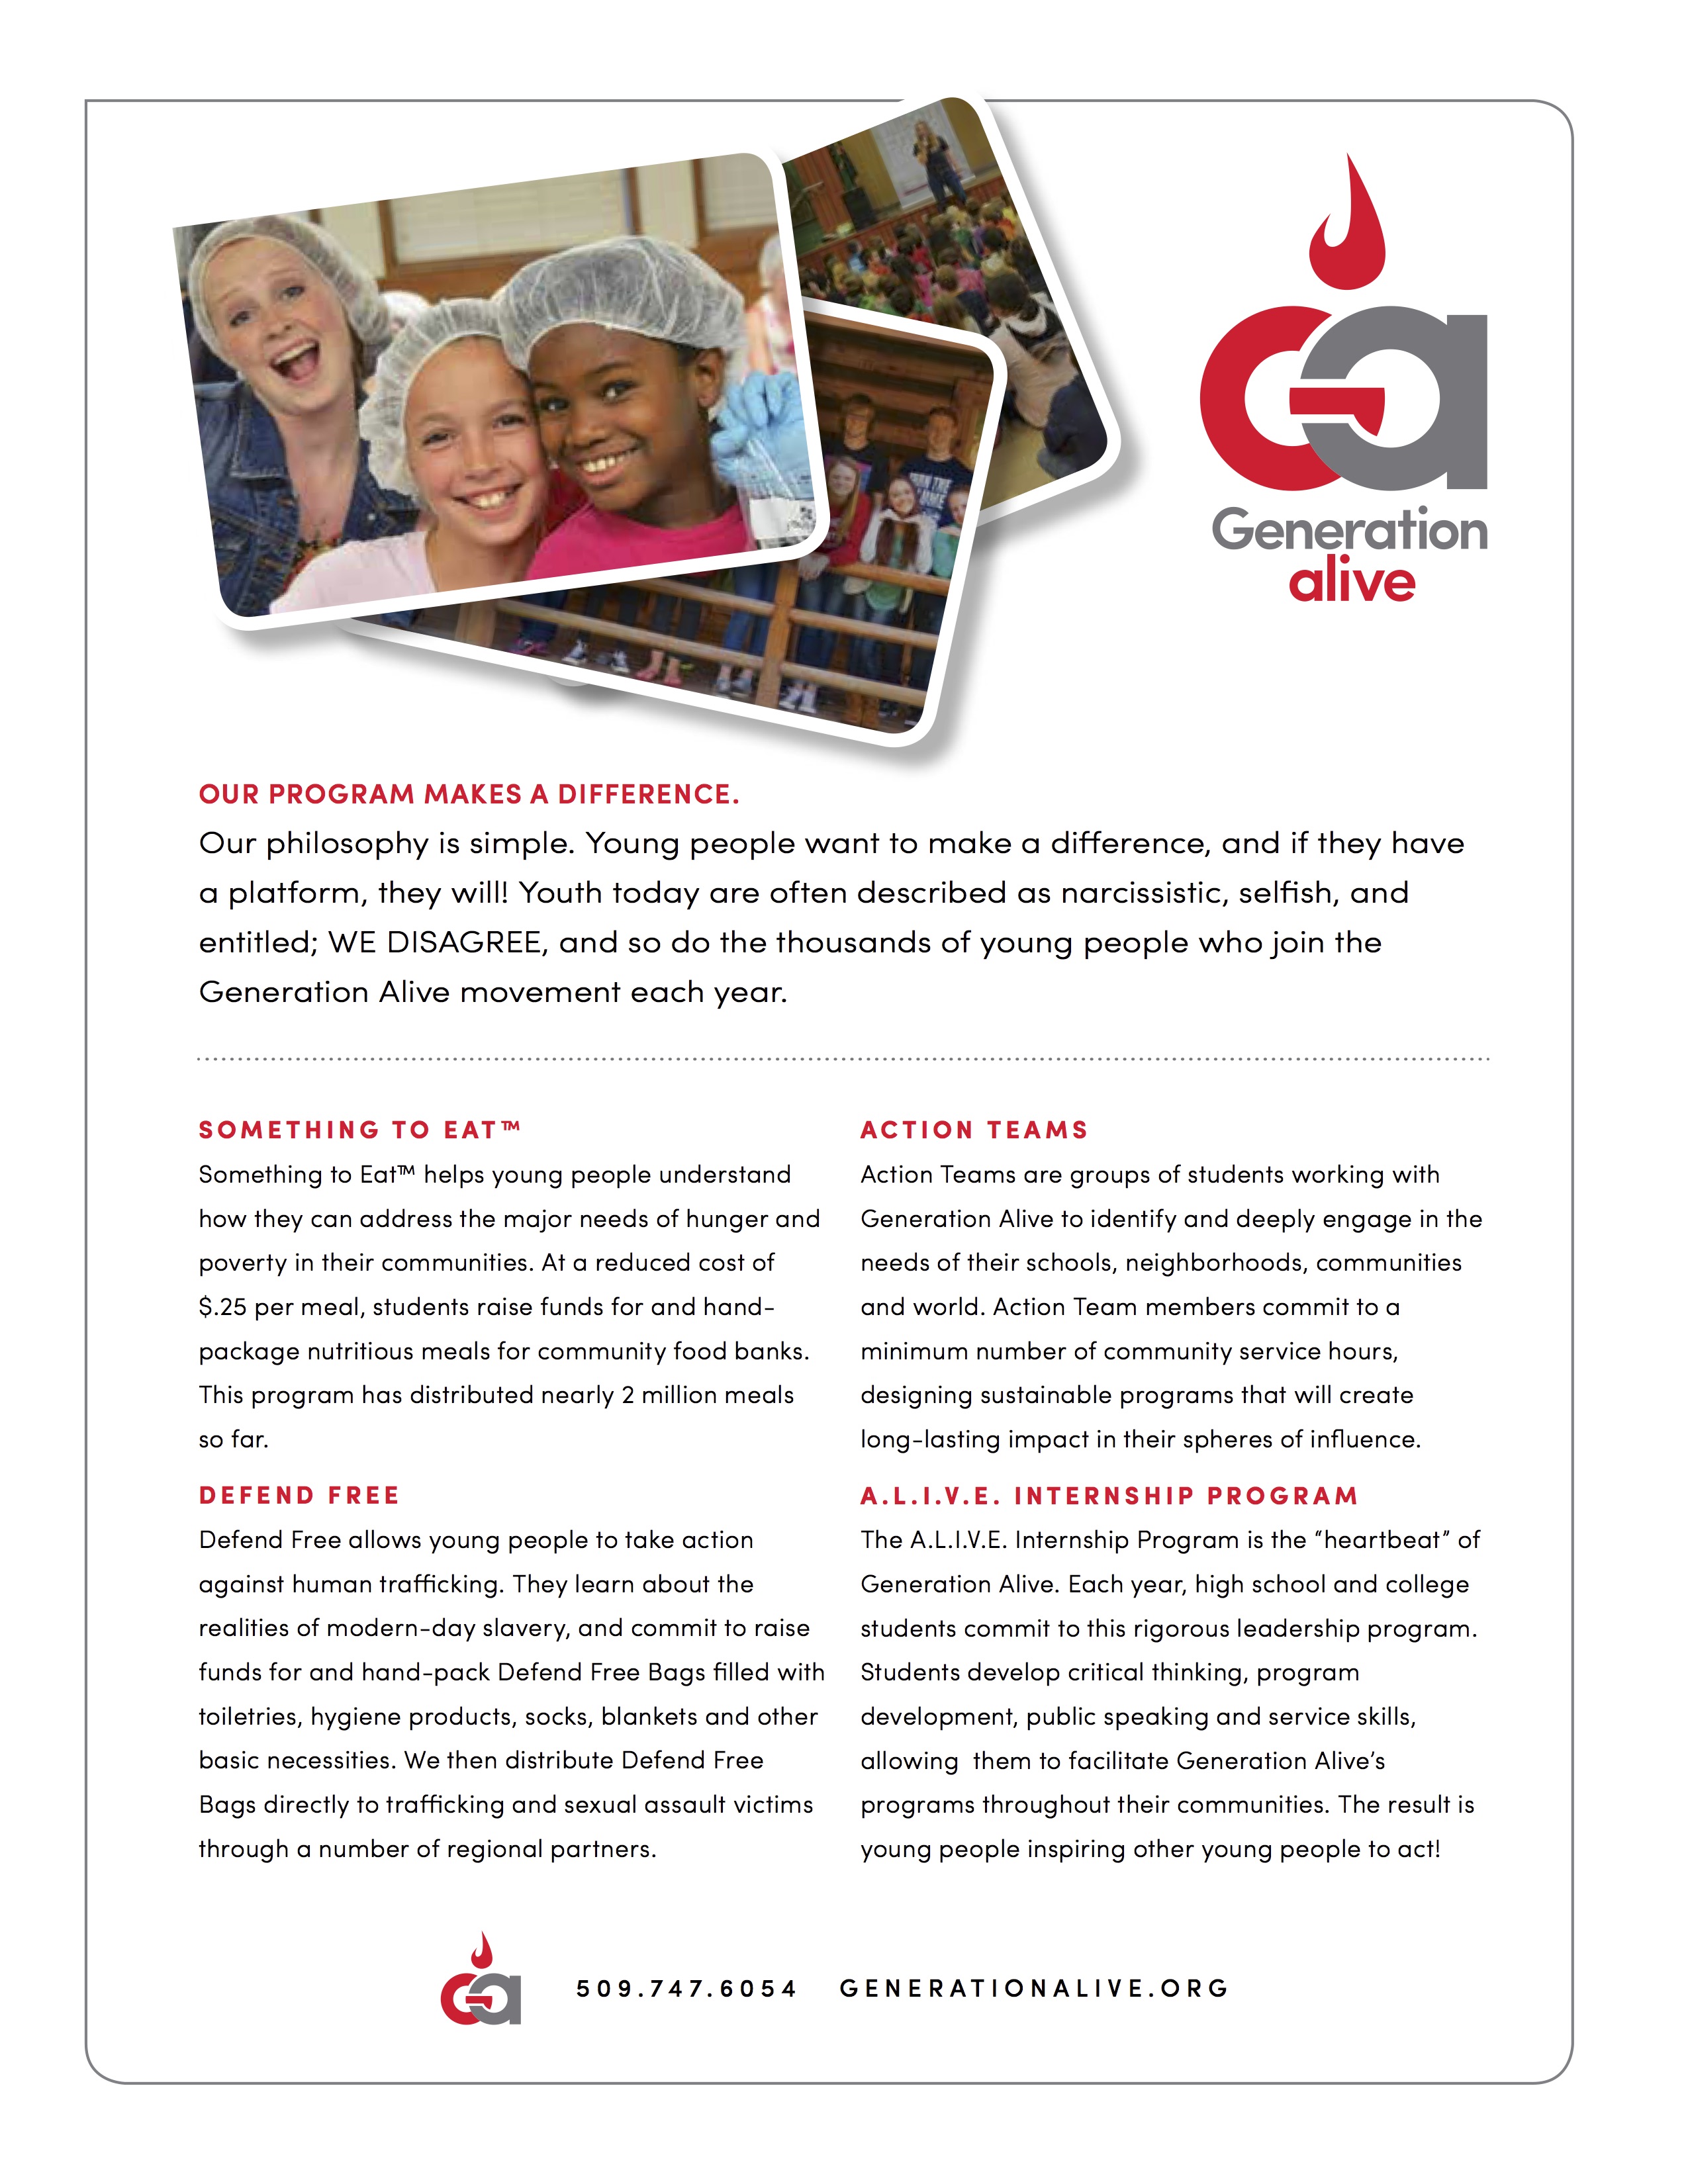 Generation
alive
OUR PROGRAM MAKES A DIFFERENCE.
Our philosophy is simple. Young people want to make a difference, and if they have
a platform, they will! Youth today are often described as narcissistic, selfish, and
entitled; WE DISAGREE, and so do the thousands of young people who join the
Generation Alive movement each year.
SOMETHING TO EAT™
Something to Eat™ helps young people understand
how they can address the major needs of hunger and
poverty in their communities. At a reduced cost of
$.25 per meal, students raise funds for and hand-
package nutritious meals for community food banks.
This program has distributed nearly 2 million meals
so far.
DEFEND FREE
Defend Free allows young people to take action
against human trafficking. They learn about the
realities of modern-day slavery, and commit to raise
funds for and hand-pack Defend Free Bags filled with
toiletries, hygiene products, socks, blankets and other
basic necessities. We then distribute Defend Free
Bags directly to trafficking and sexual assault victims
through a number of regional partners.
ACTION TEAMS
Action Teams are groups of students working with
Generation Alive to identify and deeply engage in the
needs of their schools, neighborhoods, communities
and world. Action Team members commit to a
minimum number of community service hours,
designing sustainable programs that will create
long-lasting impact in their spheres of influence.
A.L.I.V.E. INTERNSHIP PROGRAM
The A.L.I.V.E. Internship Program is the “heartbeat” of
Generation Alive. Each year, high school and college
students commit to this rigorous leadership program.
Students develop critical thinking, program
development, public speaking and service skills,
allowing  them to facilitate Generation Alive’s
programs throughout their communities. The result is
young people inspiring other young people to act!
ga
509.747.6054 GENERATIONALIVE.ORG